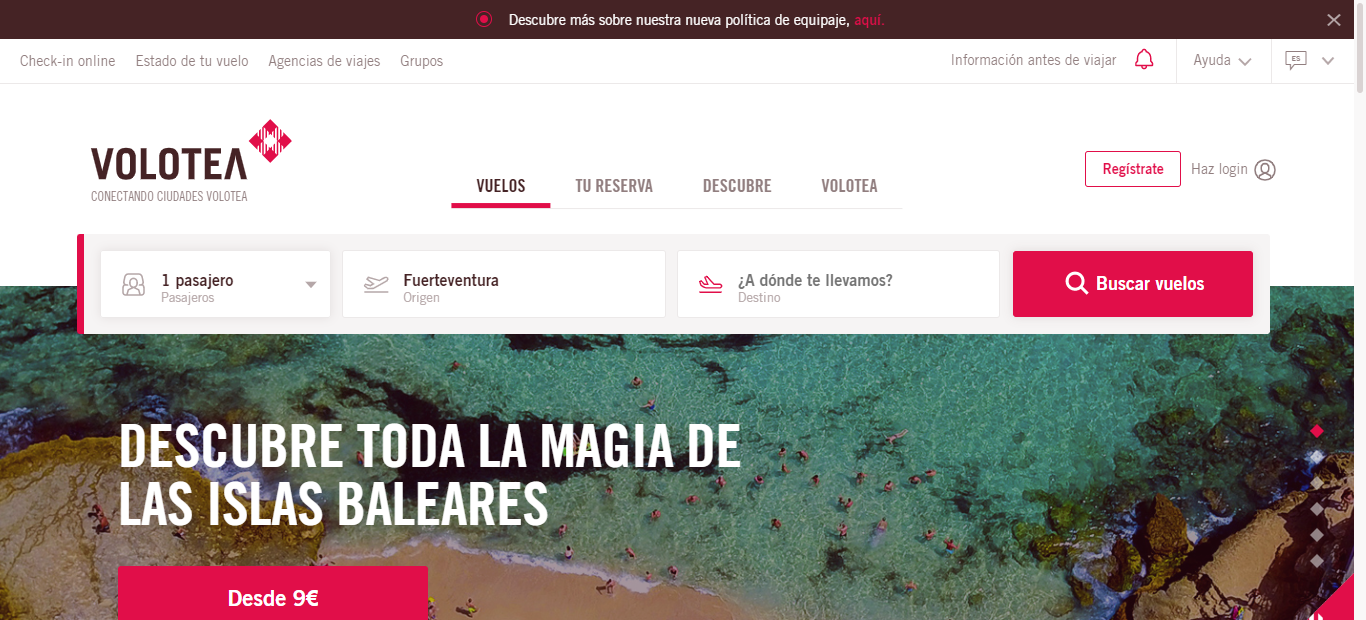 Descubre más sobre nuestra nueva política de equipaje, aquí.
Check-in online Estado de tu vuelo Agencias de viajes Grupos
Información antes de viajar Ayuda ES
VOLOTEA
CONECTANDO CIUDADES VOLOTEA
VUELOS TU RESERVA DESCUBRE VOLOTEA
Regístrate Haz login
1 pasajero
Pasajeros
Fuerteventura
Origen
¿A dónde te llevamos?
Destino
Buscar vuelos
DESCUBRE TODA LA MAGIA DE
LAS ISLAS BALEARES
Desde 9€